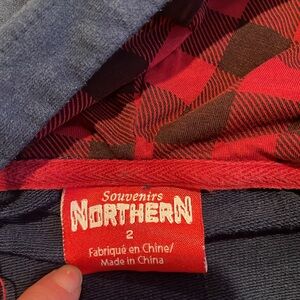 Souvenirs
NORTHERN
2
Fabriqué en Chine/
Made in China